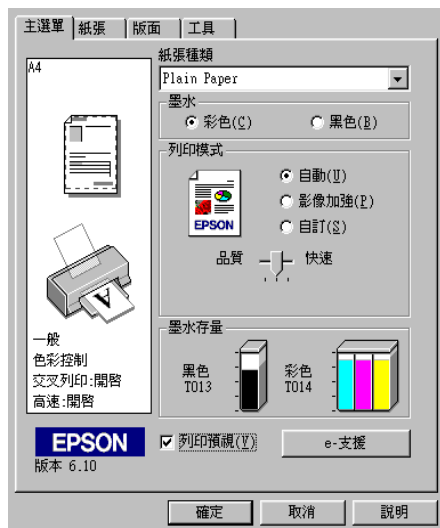 主選單 紙張 版面 工具
A4
紙張種類
Plain Paper
墨水
彩色(C) 黑色(B)
列印模式
自動(U)
影像加強(P)
自訂(S)
EPSON
品質 快速
一般
色彩控制
交叉列印:開啓
高速:開啓
墨水存量
黑色 彩色
T013 T014
EPSON
列印預視(V) e-支援
版本 6.10
確定 取消 說明